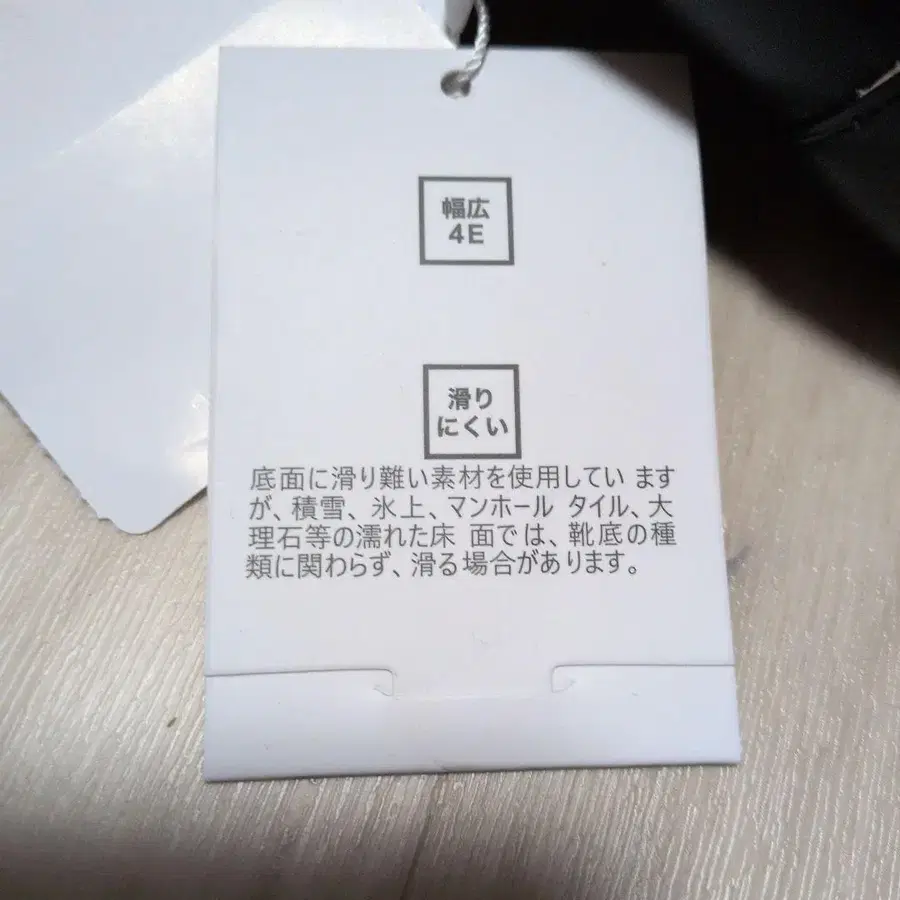 幅広
4E
滑り
にくい
底面に滑り難い素材を使用してい ます
が、積雪、氷上、マンホール タイル、大
理石等の濡れた床 面では、靴底の種
類に関わらず、滑る場合があります。